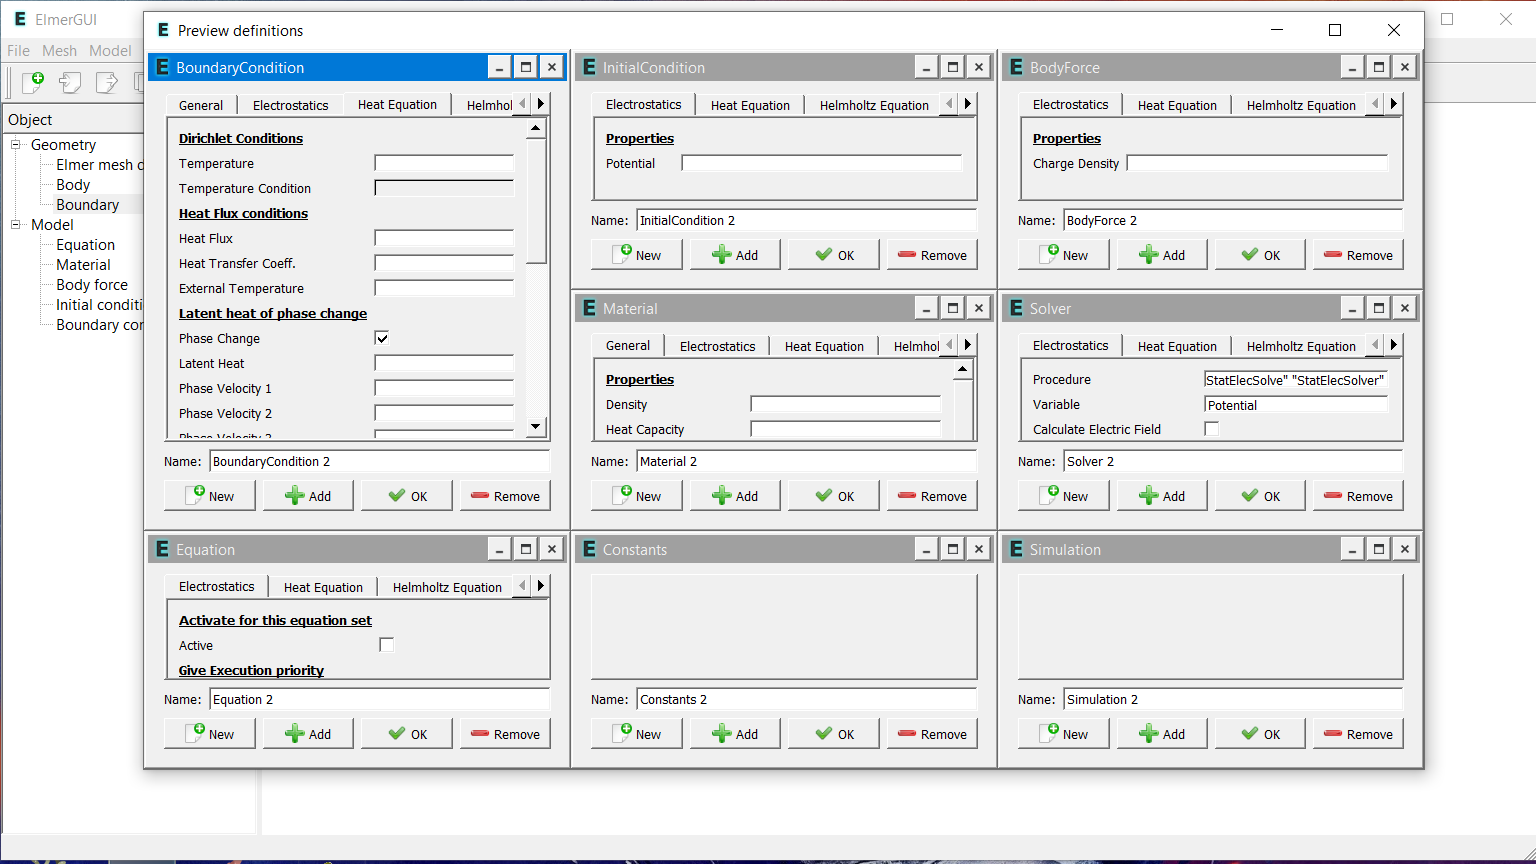 ElmerGUI
File Mesh Model
Object
Geometry
Elmer mesh
Body
Boundary
Model
Equation
Material
Body force
Initial
Boundary
Preview definitions
BoundaryCondition
General Electrostatics Heat Equation
Dirichlet Conditions
Temperature
Temperature Condition
Heat Flux conditions
Heat Flux
Heat Transfer Coeff.
External Temperature
Latent heat of phase change
Phase Change
Latent Heat
Phase Velocity 1
Phase Velocity 2
Name: BoundaryCondition 2
New Add OK Remove
InitialCondition
Electrostatics Heat Equation Helmholtz Equation
Properties
Potential
Name: InitialCondition 2
New Add OK Remove
BodyForce
Electrostatics Heat Equation Helmholtz Equation
Properties
Charge Density
Name: BodyForce 2
New Add OK Remove
Material
General Electrostatics Heat Equation
Properties
Density
Heat Capacity
Name: Material 2
New Add OK Remove
Solver
Electrostatics Heat Equation Helmholtz Equation
Procedure StatElecSolve" "StatElecSolver"
Variable Potential
Calculate Electric Field
Name: Solver 2
New Add OK Remove
Equation
Electrostatics Heat Equation Helmholtz Equation
Activate for this equation set
Active
Give Execution priority
Name: Equation 2
New Add OK Remove
Constants
Name: Constants 2
New Add OK Remove
Simulation
Name: Simulation 2
New Add OK Remove